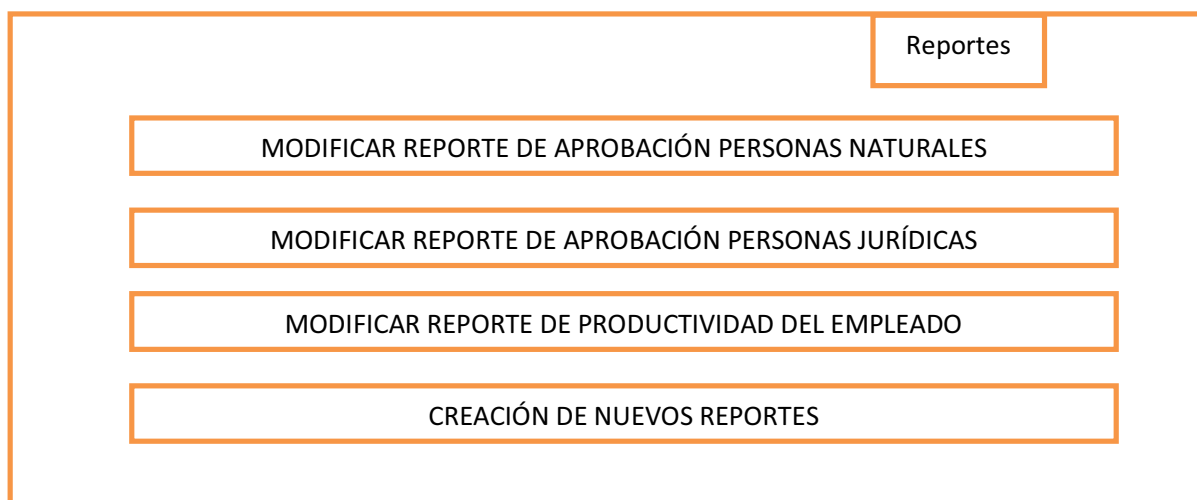 Reportes
MODIFICAR REPORTE DE APROBACIÓN PERSONAS NATURALES
MODIFICAR REPORTE DE APROBACIÓN PERSONAS JURÍDICAS
MODIFICAR REPORTE DE PRODUCTIVIDAD DEL EMPLEADO
CREACIÓN DE NUEVOS REPORTES